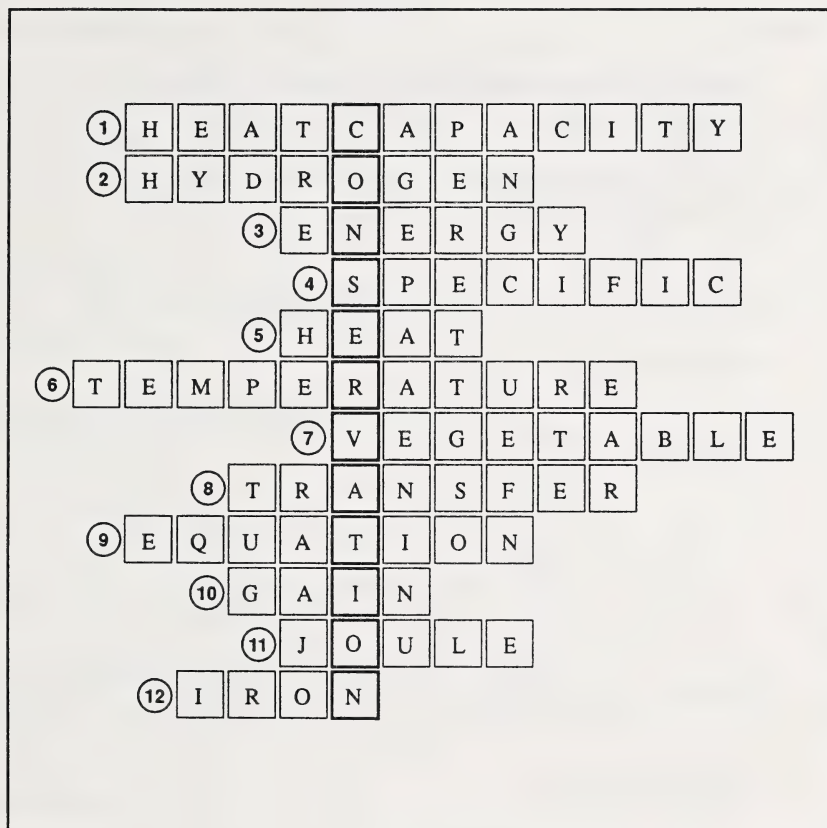 1 HEATCAPACITY
2 HYDROGEN
3 ENERGY
4 SPECIFIC
5 HEAT
6 TEMPERATURE
7 VEGETABLE
8 TRANSFER
9 EQUATION
10 GAIN
11 JOULE
12 IRON